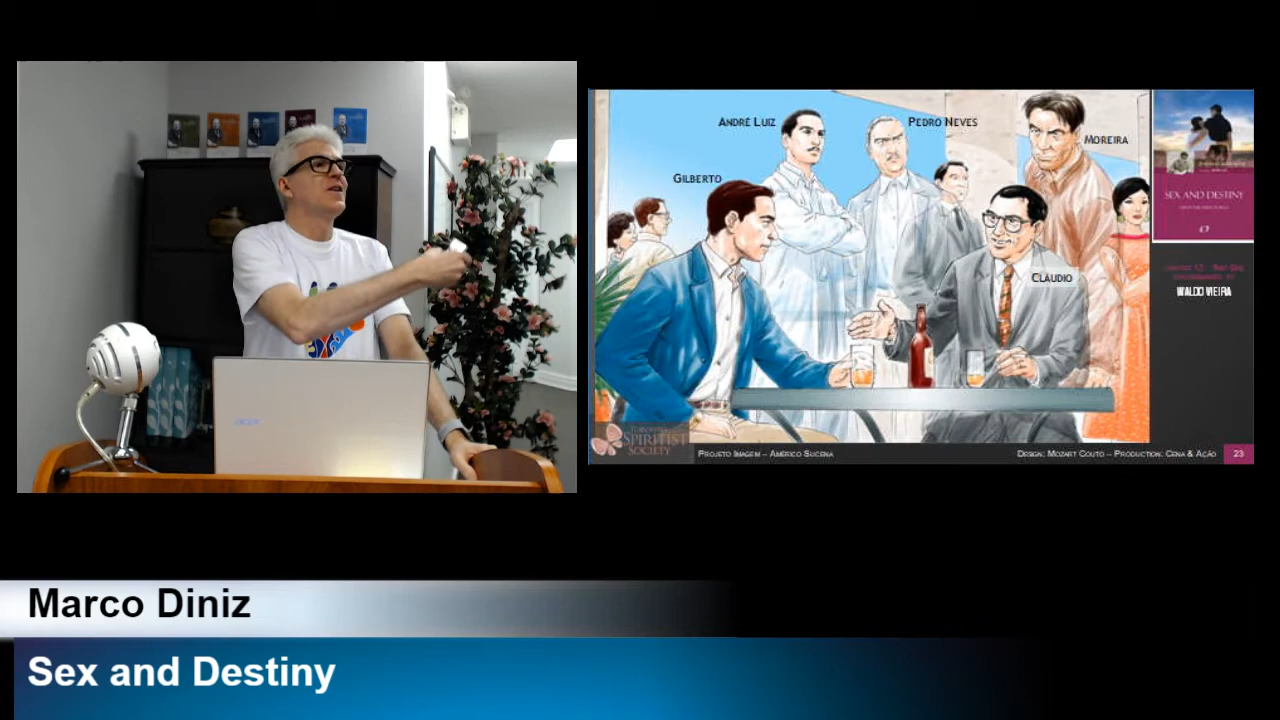 acer
ANDRÉ LUIZ
PEDRO NEVES
MOREIRA
GILBERTO
CLÁUDIO
SEX AND DESTINY
WALDO VIEIRA
SPIRITIST
SOCIETY
PROJETO IMAGEM – AMÉRICO SUCENA
DESIGN: MOZART COUTO – PRODUCTION: CENA & AÇÃO
23
Marco Diniz
Sex and Destiny